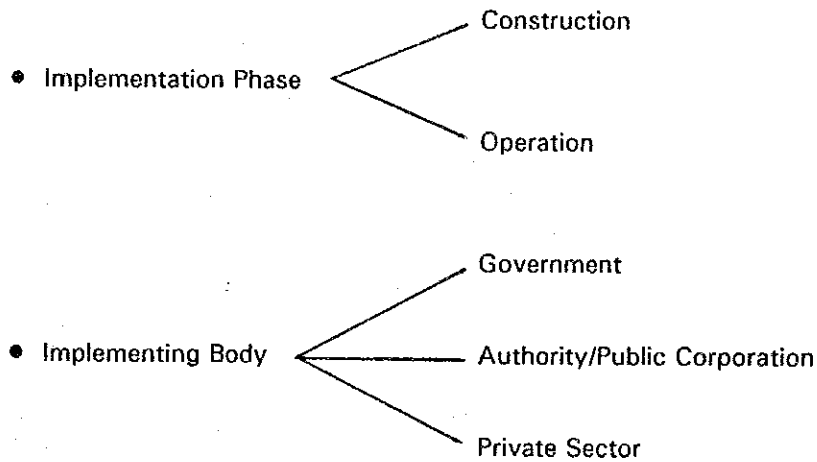 Construction
• Implementation Phase
Operation
Government
• Implementing Body
Authority/Public Corporation
Private Sector